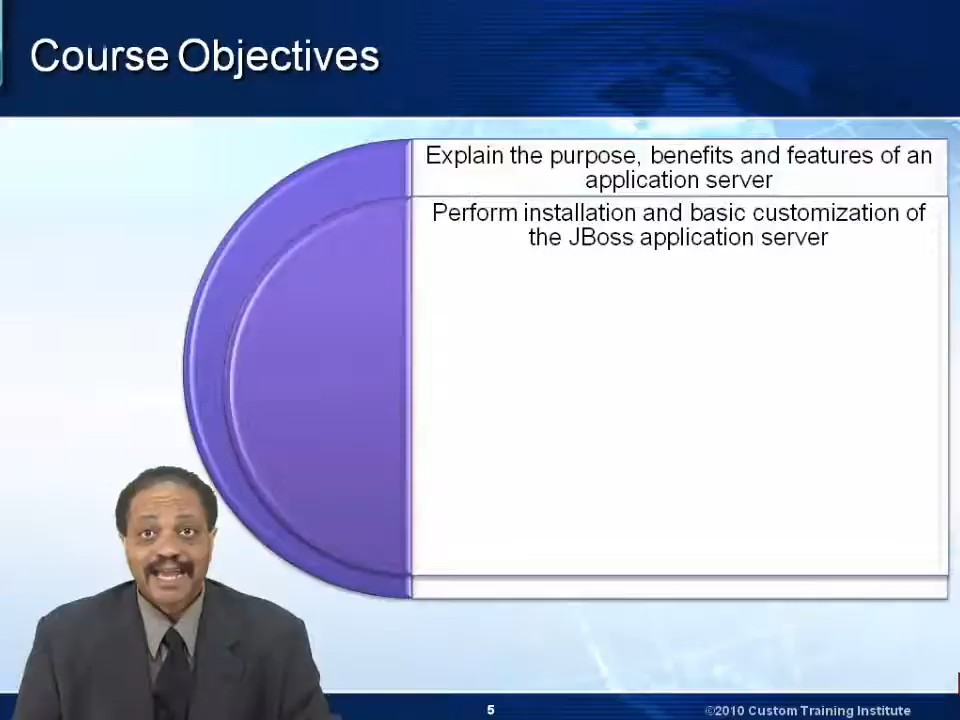 Course Objectives
Explain the purpose, benefits and features of an
application server
Perform installation and basic customization of
the JBoss application server
5
©2010 Custom Training Institute